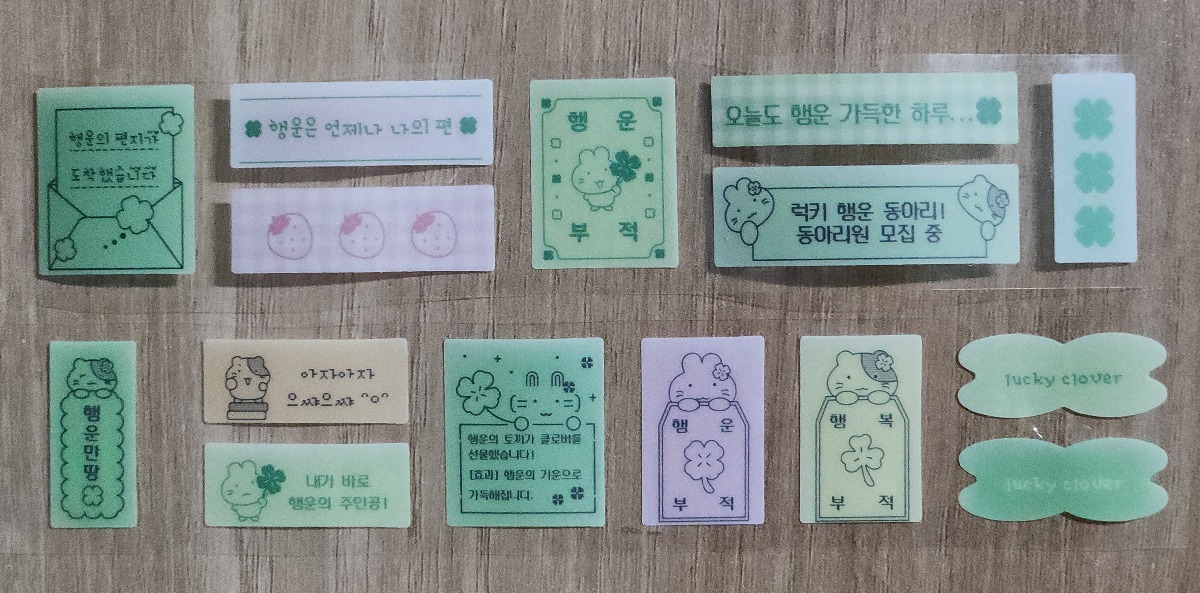 행운의 편지가
도착했습니다
행운은 언제나 나의 편
행 운
부 적
오늘도 행운 가득한 하루...
럭키 행운 동아리!
동아리원 모집 중
행운만땅
아자아자
으쌰으쌰 ^o^
내가 바로
행운의 주인공!
행운의 토끼가 클로버를
선물했습니다!
[효과] 행운의 기운으로
가득해집니다.
행 운
부 적
행 복
부 적
lucky clover
lucky clover